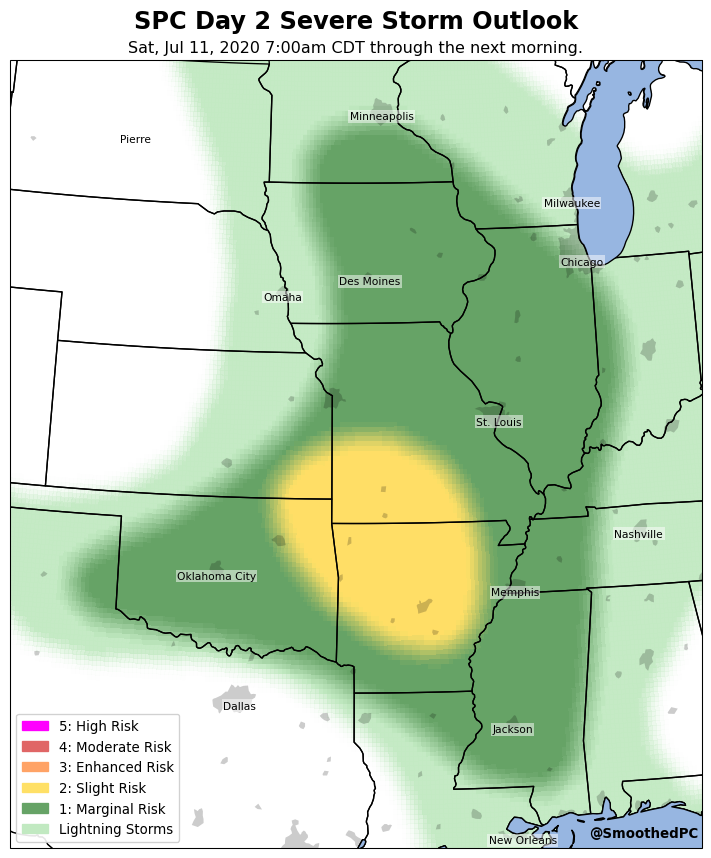 SPC Day 2 Severe Storm Outlook
Sat, Jul 11, 2020 7:00am CDT through the next morning.
Minneapolis
Pierre
Milwaukee
Chicago
Des Moines
Omaha
St. Louis
Nashville
Oklahoma City
Memphis
Dallas
Jackson
5: High Risk
4: Moderate Risk
3: Enhanced Risk
2: Slight Risk
1: Marginal Risk
Lightning Storms
@SmoothedPC
New Orleans